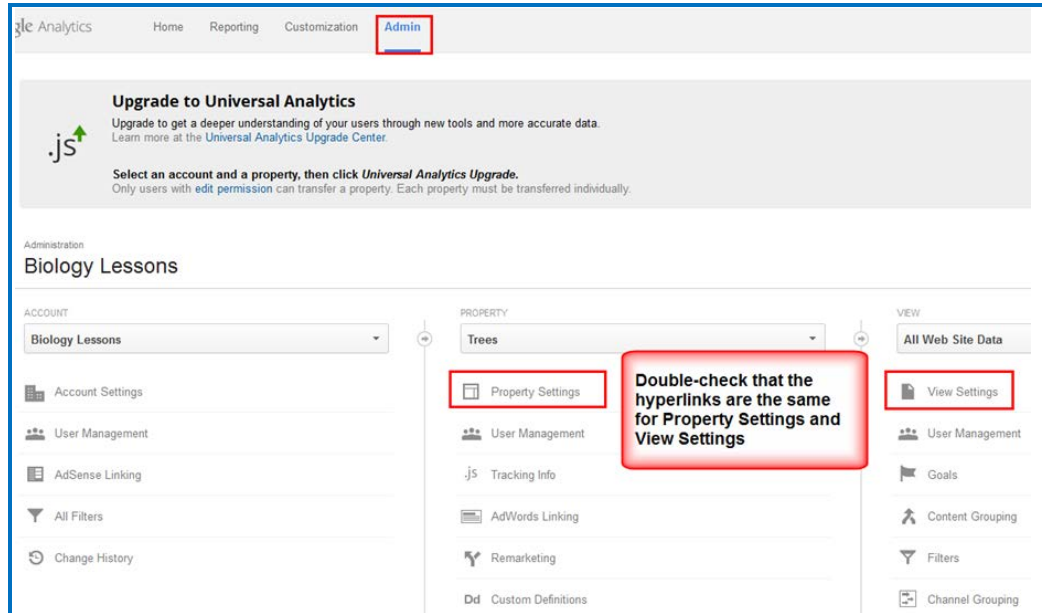 gle Analytics Home Reporting Customization Admin
Upgrade to Universal Analytics
Upgrade to get a deeper understanding of your users through new tools and more accurate data.
Learn more at the Universal Analytics Upgrade Center.
.js
Select an account and a property, then click Universal Analytics Upgrade.
Only users with edit permission can transfer a property. Each property must be transferred individually.
Administration
Biology Lessons
ACCOUNT
Biology Lessons
Account Settings
User Management
AdSense Linking
All Filters
Change History
PROPERTY
Trees
Property Settings
User Management
.js Tracking Info
AdWords Linking
Remarketing
Dd Custom Definitions
Double-check that the
hyperlinks are the same
for Property Settings and
View Settings
VIEW
All Web Site Data
View Settings
User Management
Goals
Content Grouping
Filters
Channel Grouping